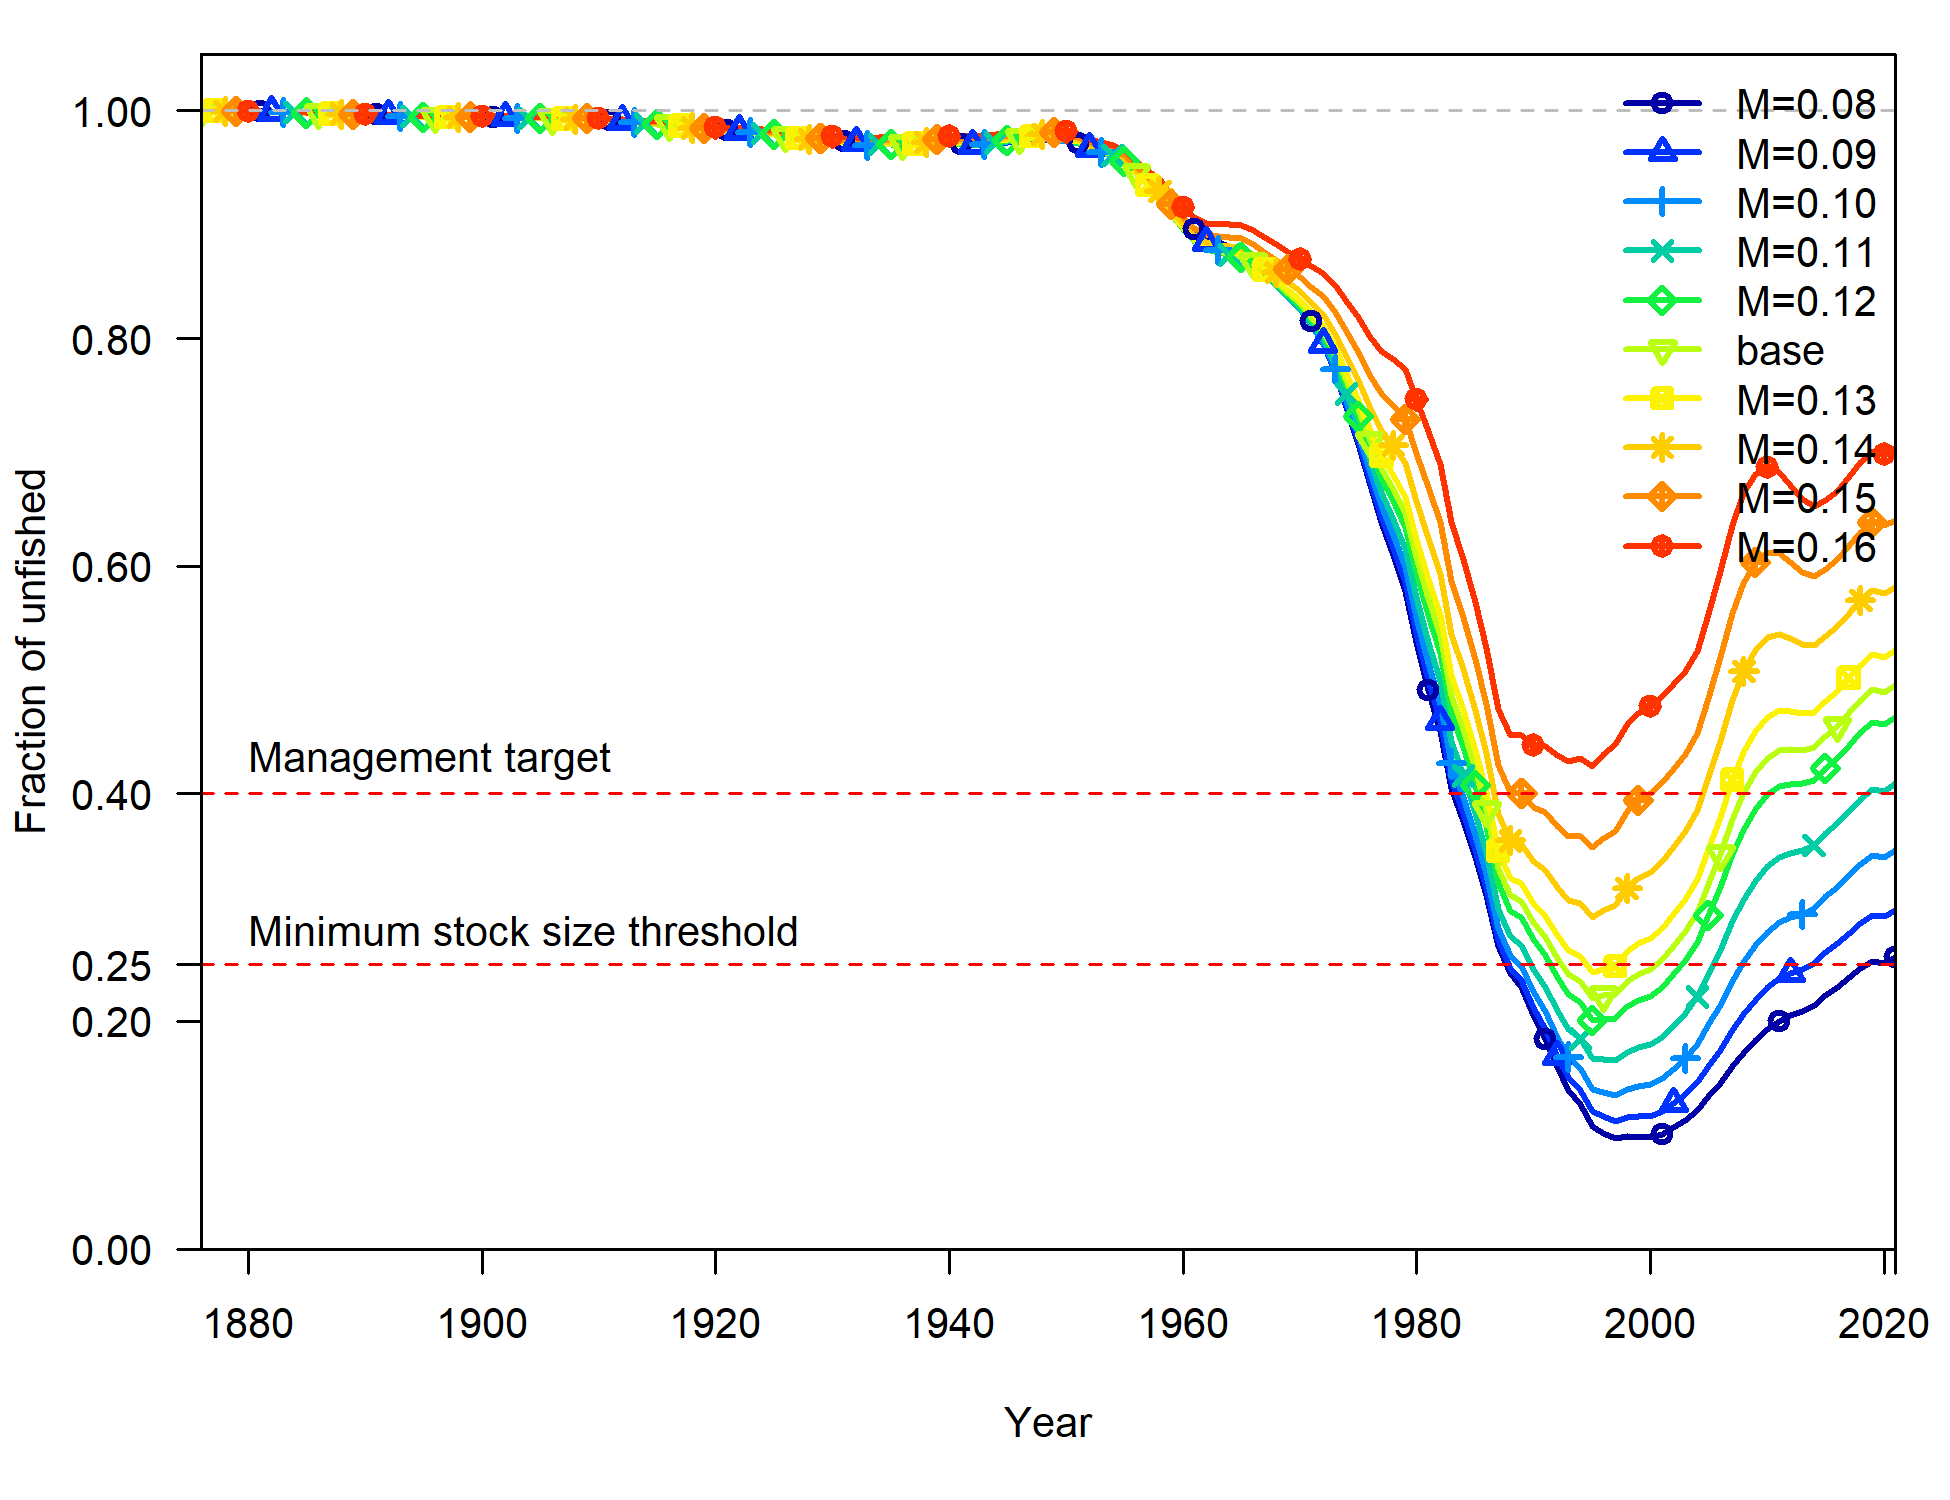 1.00
0.80
0.60
0.40
0.25
0.20
0.00
Fraction of unfished
Management target
Minimum stock size threshold
M=0.08
M=0.09
M=0.10
M=0.11
M=0.12
base
M=0.13
M=0.14
M=0.15
M=0.16
1880 1900 1920 1940 1960 1980 2000 2020
Year